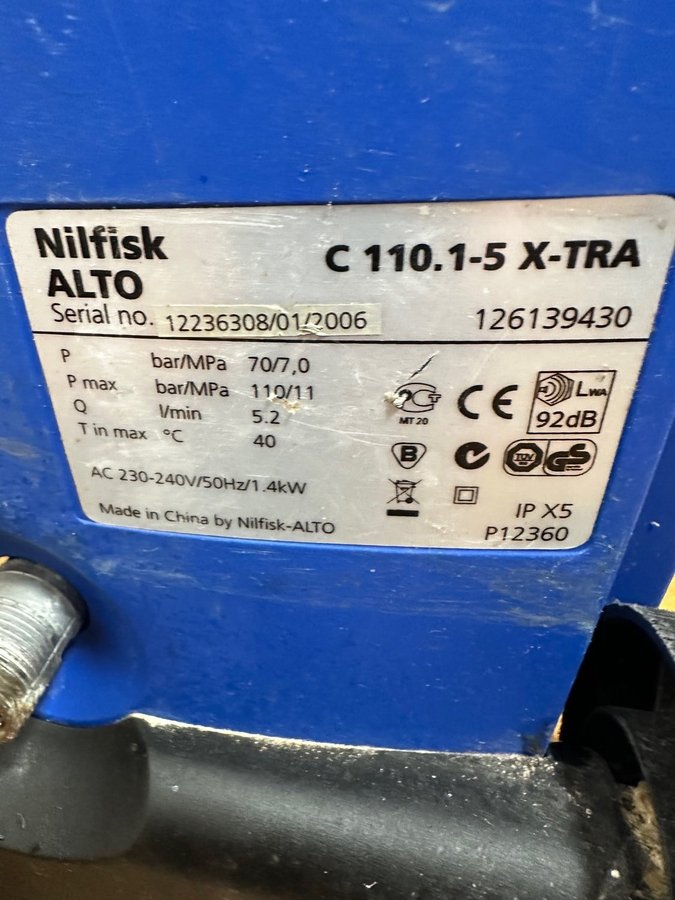 Nilfisk
ALTO
C 110.1-5 X-TRA
Serial no. 12236308/01/2006
126139430
P bar/MPa 70/7,0
P max bar/MPa 110/11
Q l/min 5.2
T in max °C 40
AC 230-240V/50Hz/1.4kW
Made in China by Nilfisk-ALTO
MT 20
CE
LWA
92dB
B
TÜV
GS
IP X5
P12360